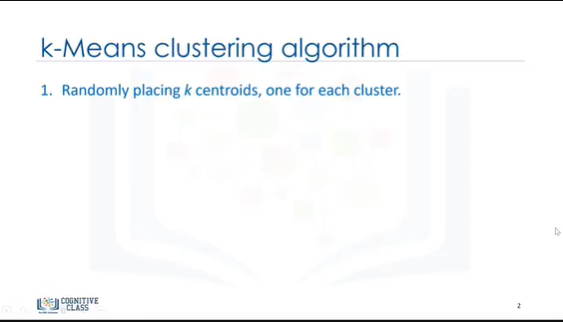 k-Means clustering algorithm
1. Randomly placing k centroids, one for each cluster.
COGNITIVE
CLASS
2